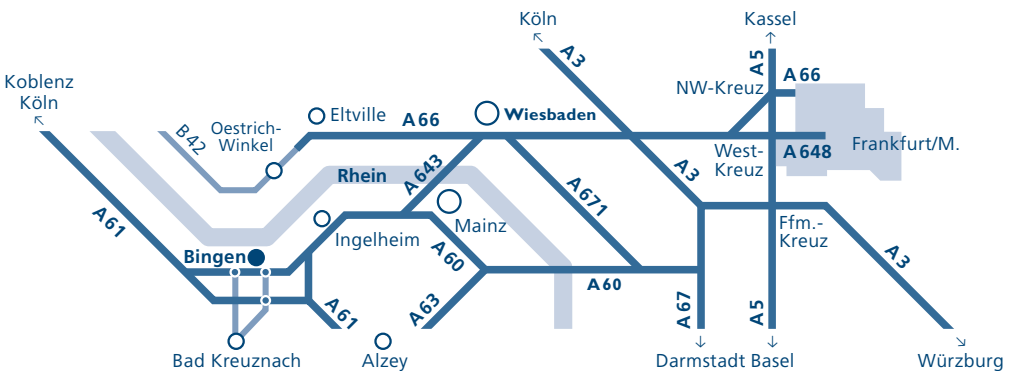 Köln
Kassel
A3
A5
A66
Koblenz
Köln
NW-Kreuz
Eltville
Wiesbaden
A66
B42
Oestrich-
Winkel
West-
Kreuz
A648
Frankfurt/M.
Rhein
A643
A671
A3
A61
Ingelheim
Mainz
Ffm.-
Kreuz
Bingen
A60
A3
A60
A61
A63
A67
A5
Bad Kreuznach
Alzey
Darmstadt
Basel
Würzburg